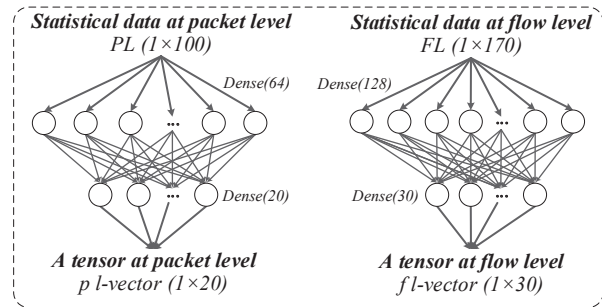 Statistical data at packet level
PL (1×100)
Dense(64)
...
Dense(20)
...
A tensor at packet level
p l-vector (1×20)
Statistical data at flow level
FL (1×170)
Dense(128)
...
Dense(30)
...
A tensor at flow level
f l-vector (1×30)